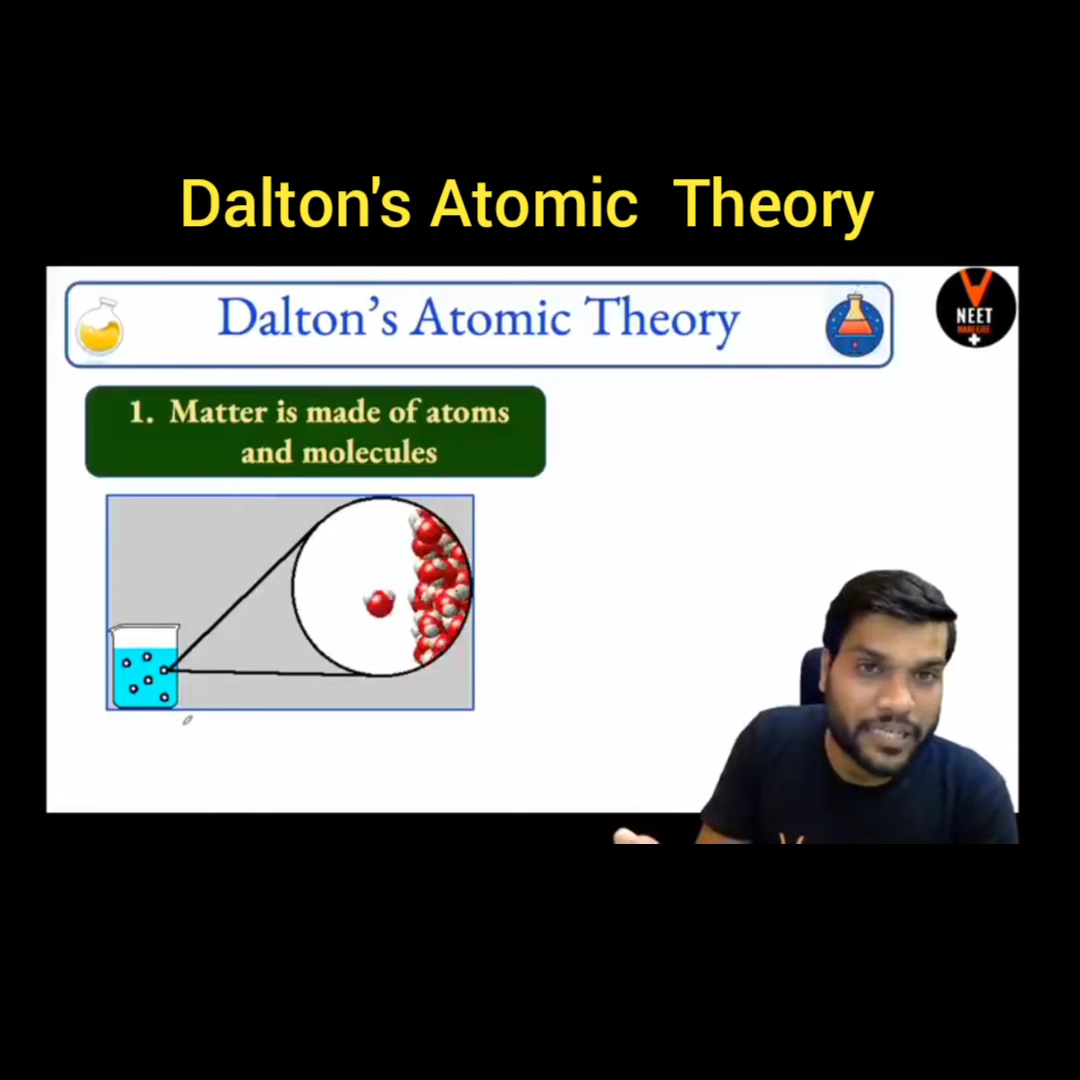 Dalton's Atomic Theory
Dalton's Atomic Theory
NEET
1. Matter is made of atoms
and molecules